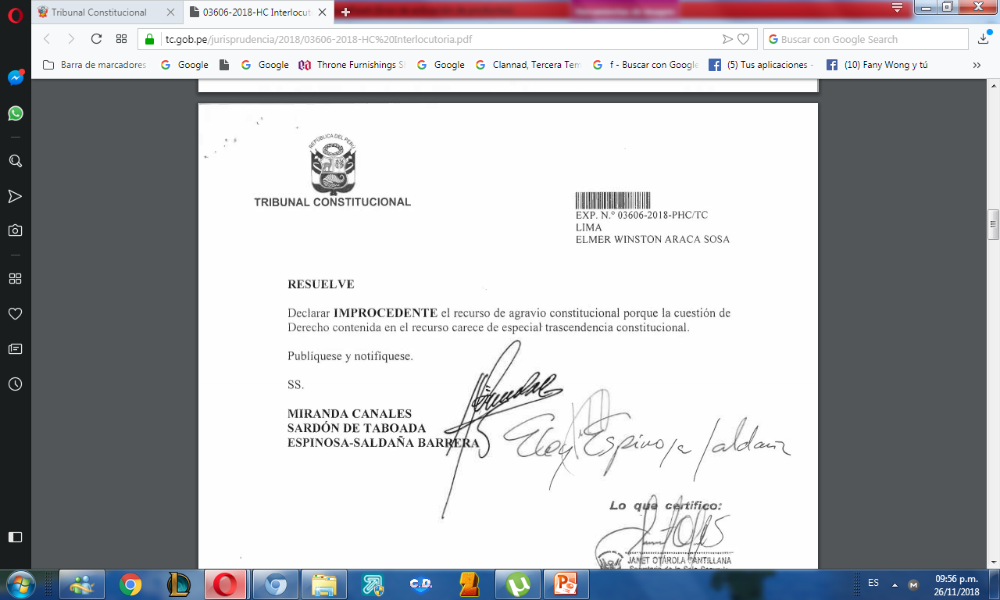 Tribunal Constitucional
03606-2018-HC Interlocuto
tc.gob.pe/jurisprudencia/2018/03606-2018-HC%20Interlocutoria.pdf
Buscar con Google Search
Barra de marcadores
Google
Google
Throne Furnishings S
Google
Clannad, Tercera Tem
f - Buscar con Google
(5) Tus aplicaciones -
(10) Fany Wong y tú
REPÚBLICA DEL PERÚ
TRIBUNAL CONSTITUCIONAL
EXP. N.° 03606-2018-PHC/TC
LIMA
ELMER WINSTON ARACA SOSA
RESUELVE
Declarar IMPROCEDENTE el recurso de agravio constitucional porque la cuestión de
Derecho contenida en el recurso carece de especial trascendencia constitucional.
Publíquese y notifíquese.
SS.
MIRANDA CANALES
SARDÓN DE TABOADA
ESPINOSA-SALDAÑA BARRERA
Eloy Espinosa Saldaña
Lo que certifico:
JANET OTÁROLA SANTILLANA
C.D.
ES
09:56 p.m.
26/11/2018